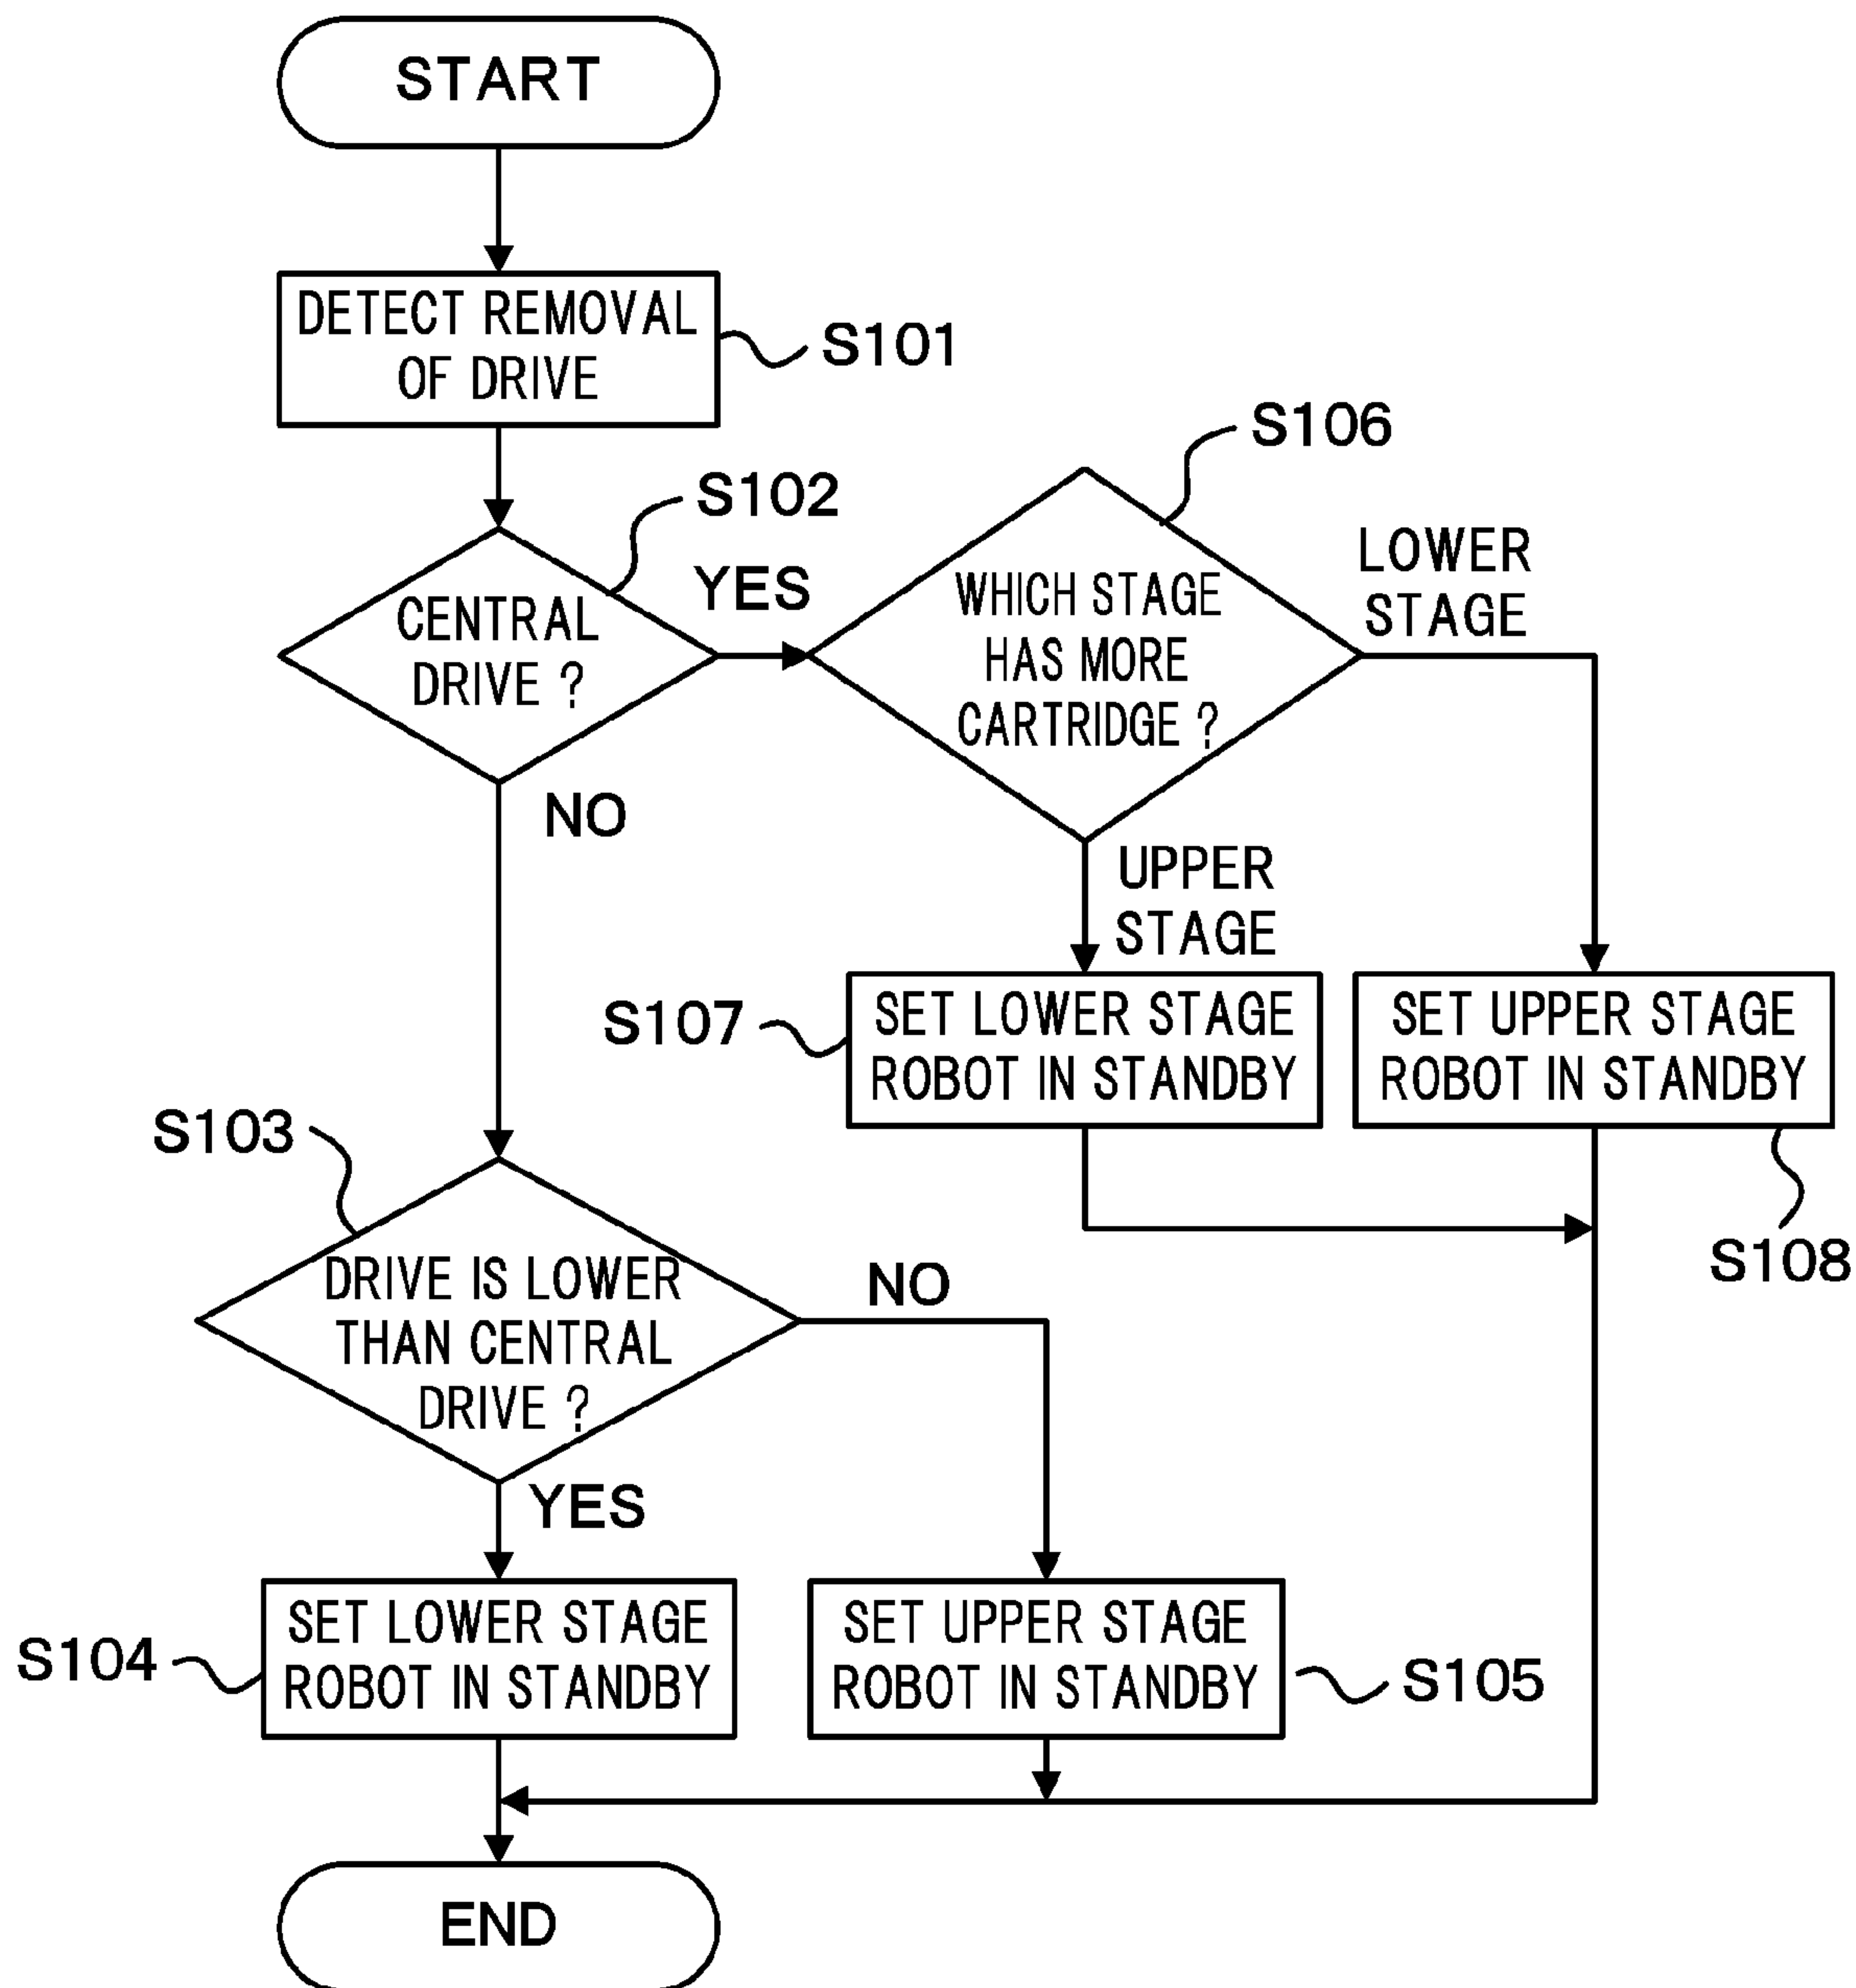 START
DETECT REMOVAL
OF DRIVE
S101
S102
CENTRAL
DRIVE ?
YES
NO
S106
WHICH STAGE
HAS MORE
CARTRIDGE ?
LOWER
STAGE
UPPER
STAGE
S107
SET LOWER STAGE
ROBOT IN STANDBY
SET UPPER STAGE
ROBOT IN STANDBY
S108
S103
DRIVE IS LOWER
THAN CENTRAL
DRIVE ?
NO
YES
S104
SET LOWER STAGE
ROBOT IN STANDBY
SET UPPER STAGE
ROBOT IN STANDBY
S105
END